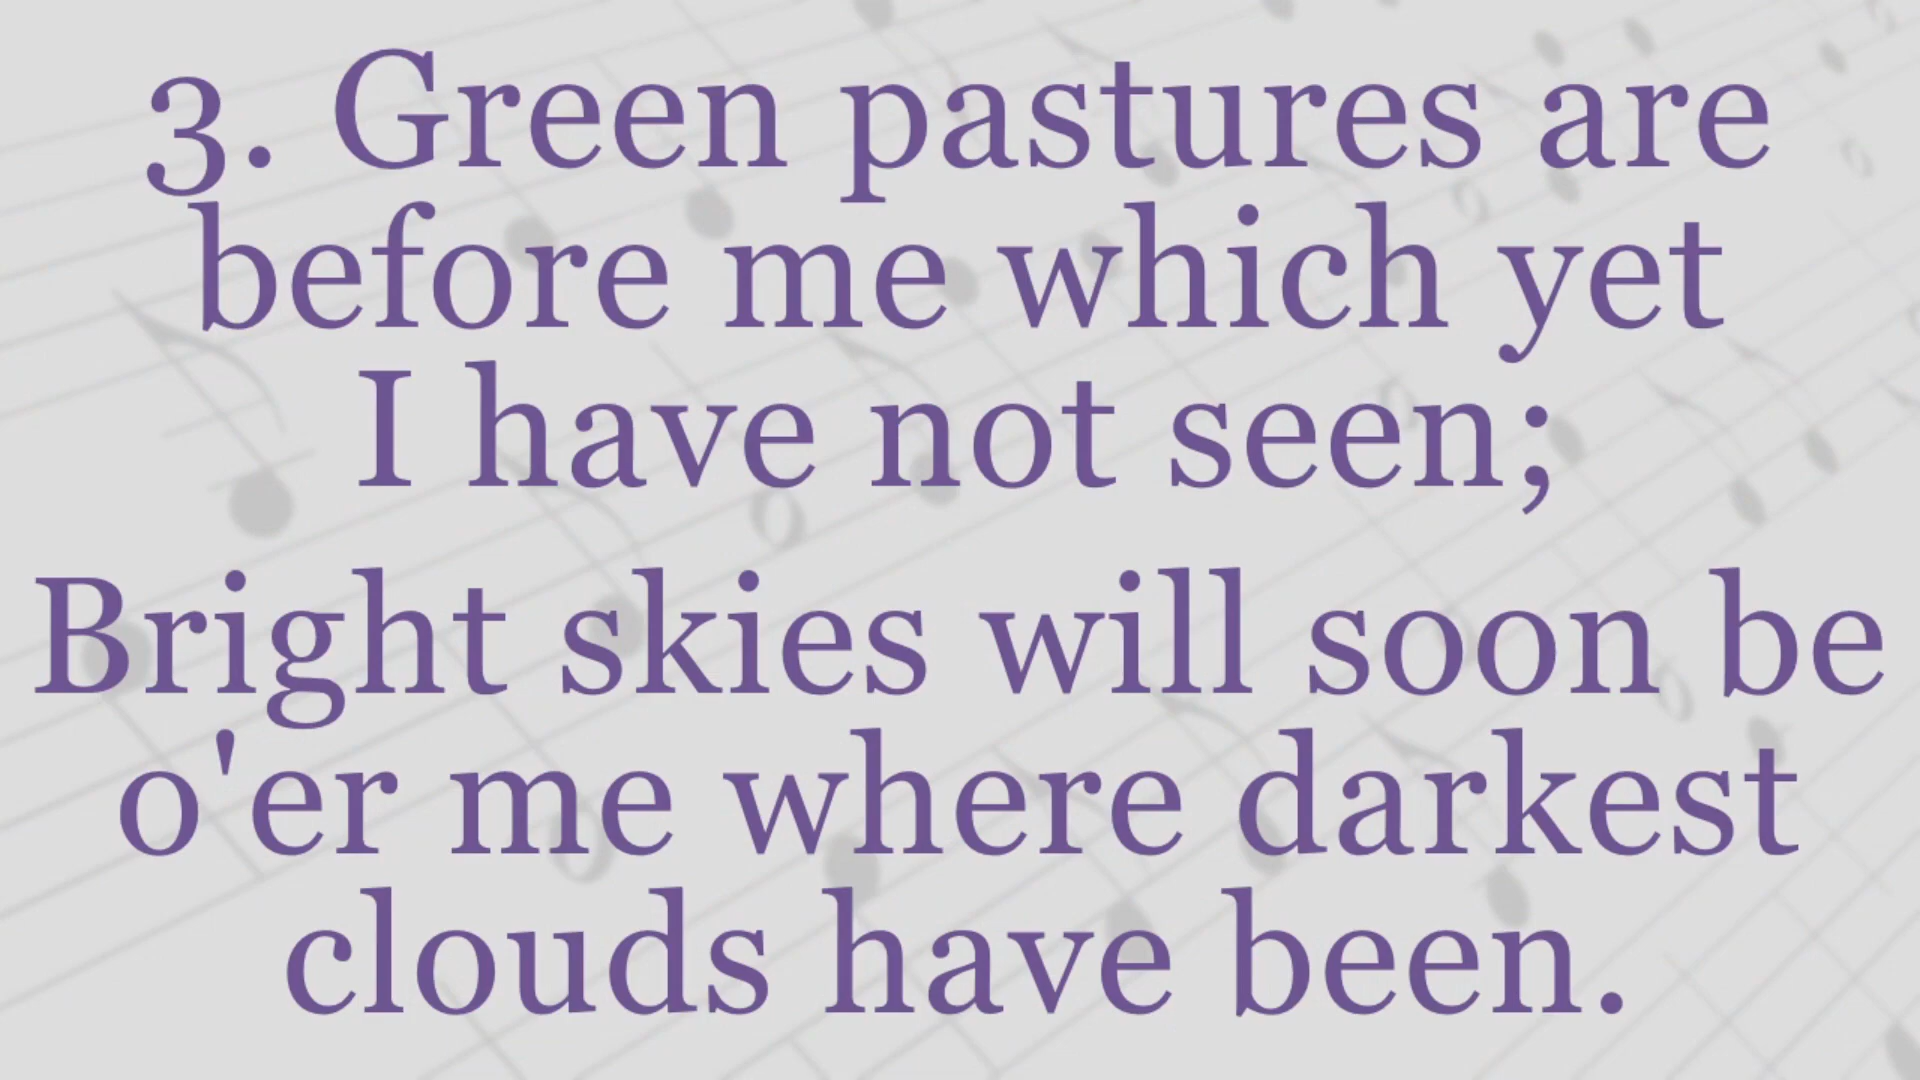 3. Green pastures are
before me which yet
I have not seen;
Bright skies will soon be
o'er me where darkest
clouds have been.